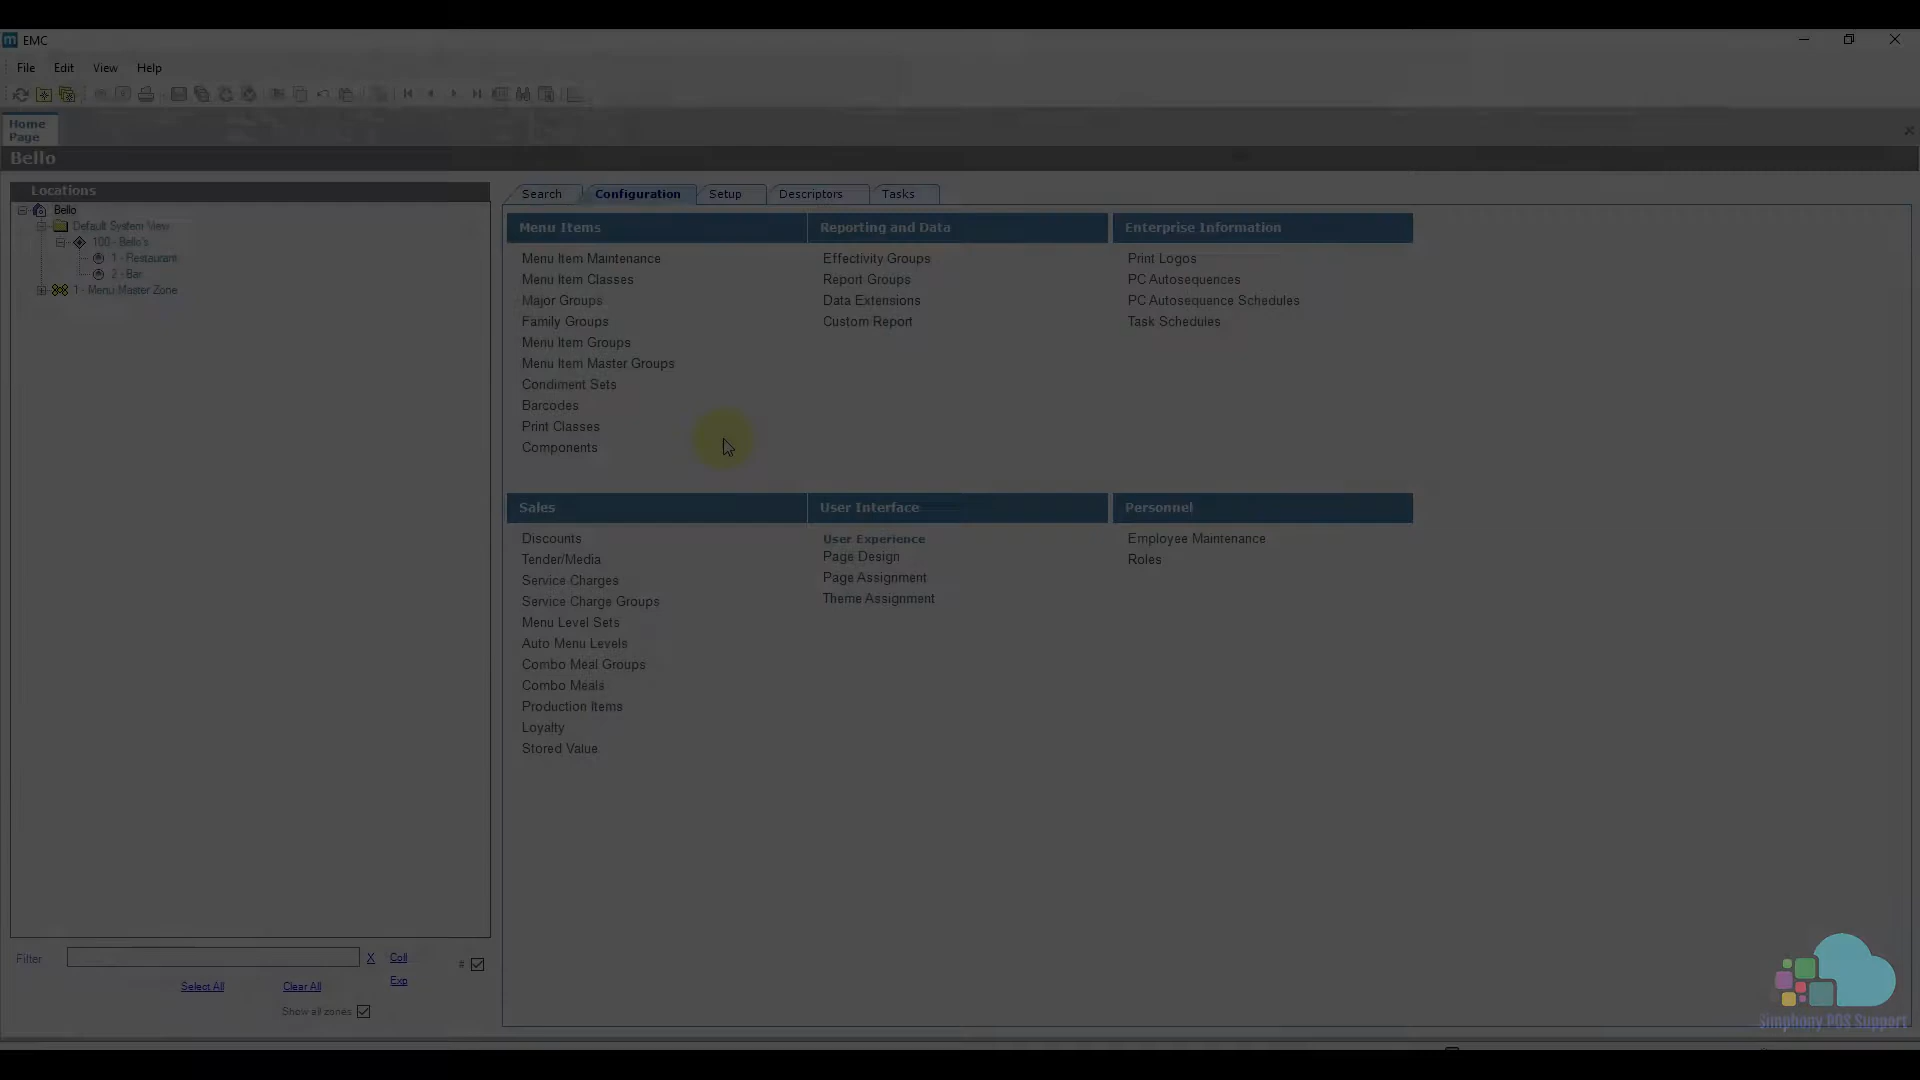 EMC
File Edit View Help
Home
Page
Bello
Locations
Bello
Default System View
100 - Bello's
1 - Restaurant
2 - Bar
1 - Menu Master Zone
Filter
X
Coll
#
Select All
Clear All
Exp
Show all zones
Search Configuration Setup Descriptors Tasks
Menu Items
Menu Item Maintenance
Menu Item Classes
Major Groups
Family Groups
Menu Item Groups
Menu Item Master Groups
Condiment Sets
Barcodes
Print Classes
Components
Reporting and Data
Effectivity Groups
Report Groups
Data Extensions
Custom Report
Enterprise Information
Print Logos
PC Autosequences
PC Autosequence Schedules
Task Schedules
Sales
Discounts
Tender/Media
Service Charges
Service Charge Groups
Menu Level Sets
Auto Menu Levels
Combo Meal Groups
Combo Meals
Production Items
Loyalty
Stored Value
User Interface
User Experience
Page Design
Page Assignment
Theme Assignment
Personnel
Employee Maintenance
Roles
Simphony POS Support